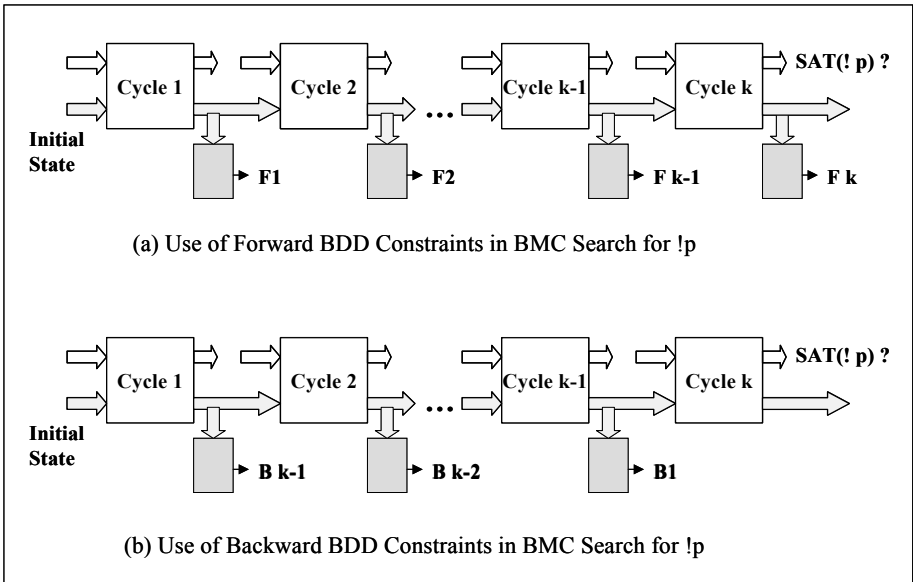 Cycle 1 Cycle 2 ... Cycle k-1 Cycle k SAT(! p) ?
Initial
State
F1 F2 F k-1 F k
(a) Use of Forward BDD Constraints in BMC Search for !p
Cycle 1 Cycle 2 ... Cycle k-1 Cycle k SAT(! p) ?
Initial
State
B k-1 B k-2 B1
(b) Use of Backward BDD Constraints in BMC Search for !p